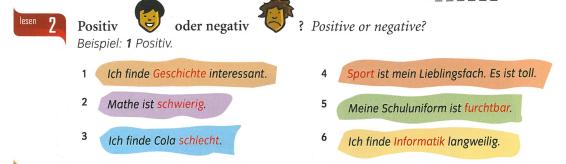 lesen
2
Positiv oder negativ ? Positive or negative?
Beispiel: 1 Positiv.
1 Ich finde Geschichte interessant.
2 Mathe ist schwierig.
3 Ich finde Cola schlecht.
4 Sport ist mein Lieblingsfach. Es ist toll.
5 Meine Schuluniform ist furchtbar.
6 Ich finde Informatik langweilig.